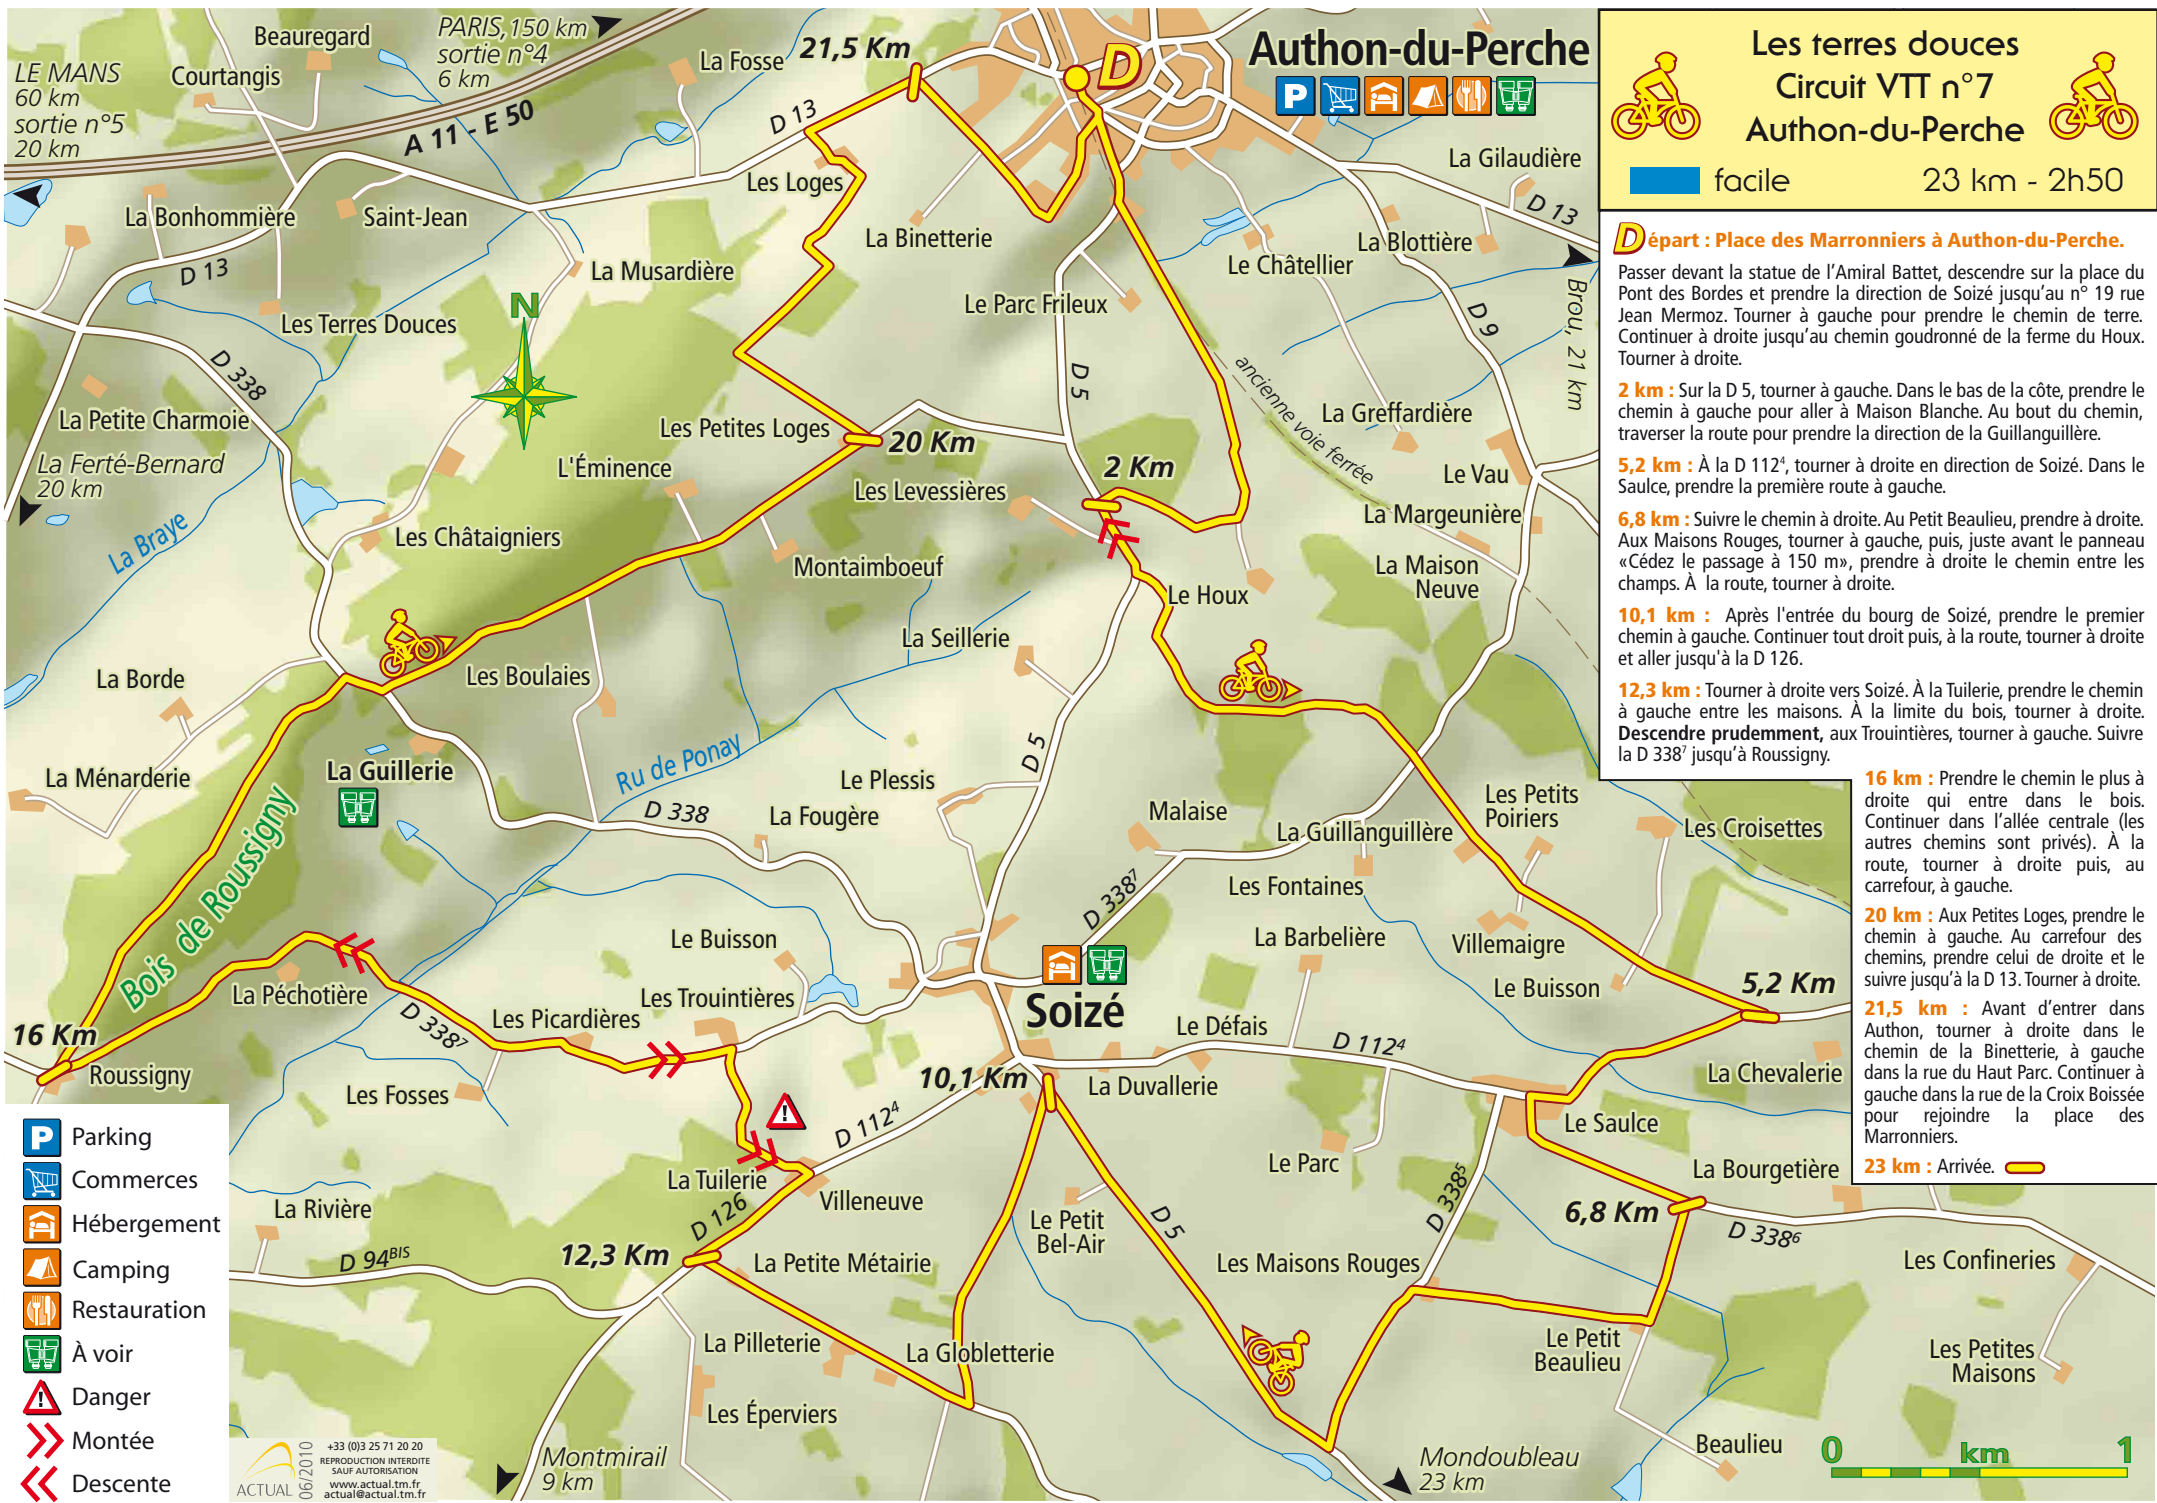 Les terres douces
Circuit VTT n°7
Authon-du-Perche
facile
23 km - 2h50
Départ : Place des Marronniers à Authon-du-Perche.
Passer devant la statue de l'Amiral Battet, descendre sur la place du
Pont des Bordes et prendre la direction de Soizé jusqu'au n° 19 rue
Jean Mermoz. Tourner à gauche pour prendre le chemin de terre.
Continuer à droite jusqu'au chemin goudronné de la ferme du Houx.
Tourner à droite.
2 km : Sur la D 5, tourner à gauche. Dans le bas de la côte, prendre le
chemin à gauche pour aller à Maison Blanche. Au bout du chemin,
traverser la route pour prendre la direction de la Guillanguillère.
5,2 km : À la D 112⁴, tourner à droite en direction de Soizé. Dans le
Saulce, prendre la première route à gauche.
6,8 km : Suivre le chemin à droite. Au Petit Beaulieu, prendre à droite.
Aux Maisons Rouges, tourner à gauche, puis, juste avant le panneau
«Cédez le passage à 150 m», prendre à droite le chemin entre les
champs. À la route, tourner à droite.
10,1 km : Après l'entrée du bourg de Soizé, prendre le premier
chemin à gauche. Continuer tout droit puis, à la route, tourner à droite
et aller jusqu'à la D 126.
12,3 km : Tourner à droite vers Soizé. À la Tuilerie, prendre le chemin
à gauche entre les maisons. À la limite du bois, tourner à droite.
Descendre prudemment, aux Trouintières, tourner à gauche. Suivre
la D 338⁷ jusqu'à Roussigny.
16 km : Prendre le chemin le plus à
droite qui entre dans le bois.
Continuer dans l'allée centrale (les
autres chemins sont privés). À la
route, tourner à droite puis, au
carrefour, à gauche.
20 km : Aux Petites Loges, prendre le
chemin à gauche. Au carrefour des
chemins, prendre celui de droite et le
suivre jusqu'à la D 13. Tourner à droite.
21,5 km : Avant d'entrer dans
Authon, tourner à droite dans le
chemin de la Binetterie, à gauche
dans la rue du Haut Parc. Continuer à
gauche dans la rue de la Croix Boissée
pour rejoindre la place des
Marronniers.
23 km : Arrivée.
Beauregard
PARIS, 150 km
sortie n°4
6 km
LE MANS
60 km
sortie n°5
20 km
Courtangis
A 11 - E 50
La Fosse
21,5 Km
D
Authon-du-Perche
P
D 13
Les Loges
La Gilaudière
La Bonhommière
Saint-Jean
D 13
La Binetterie
La Blottière
D 13
La Musardière
Le Châtellier
Brou, 21 km
N
Les Terres Douces
Le Parc Frileux
D 9
D 338
D 5
ancienne voie ferrée
La Petite Charmoie
Les Petites Loges
20 Km
La Greffardière
La Ferté-Bernard
20 km
L'Éminence
2 Km
Les Levessières
Le Vau
La Margeunière
La Braye
Les Châtaigniers
Montaimboeuf
La Maison
Neuve
Le Houx
La Seillerie
La Borde
Les Boulaies
La Ménarderie
La Guillerie
Ru de Ponay
D 5
Le Plessis
D 338
La Fougère
Malaise
La Guillanguillère
Les Petits
Poiriers
Les Croisettes
Bois de Roussigny
D 338⁷
Les Fontaines
Le Buisson
La Barbelière
Villemaigre
La Péchotière
Les Trouintières
Le Buisson
5,2 Km
D 338⁷
Les Picardières
Soizé
Le Défais
D 112⁴
16 Km
Roussigny
10,1 Km
La Duvallerie
La Chevalerie
Les Fosses
D 112⁴
Le Saulce
Le Parc
La Tuilerie
La Bourgetière
D 338⁵
La Rivière
Villeneuve
D 126
Le Petit
Bel-Air
D 5
6,8 Km
D 338⁶
D 94BIS
12,3 Km
La Petite Métairie
Les Maisons Rouges
Les Confineries
La Pilleterie
La Globletterie
Le Petit
Beaulieu
Les Petites
Maisons
Les Éperviers
Montmirail
9 km
Mondoubleau
23 km
Beaulieu
0 km 1
P Parking
Commerces
Hébergement
Camping
Restauration
À voir
! Danger
Montée
Descente
ACTUAL
06/2010
+33 (0)3 25 71 20 20
REPRODUCTION INTERDITE
SAUF AUTORISATION
www.actual.tm.fr
actual@actual.tm.fr